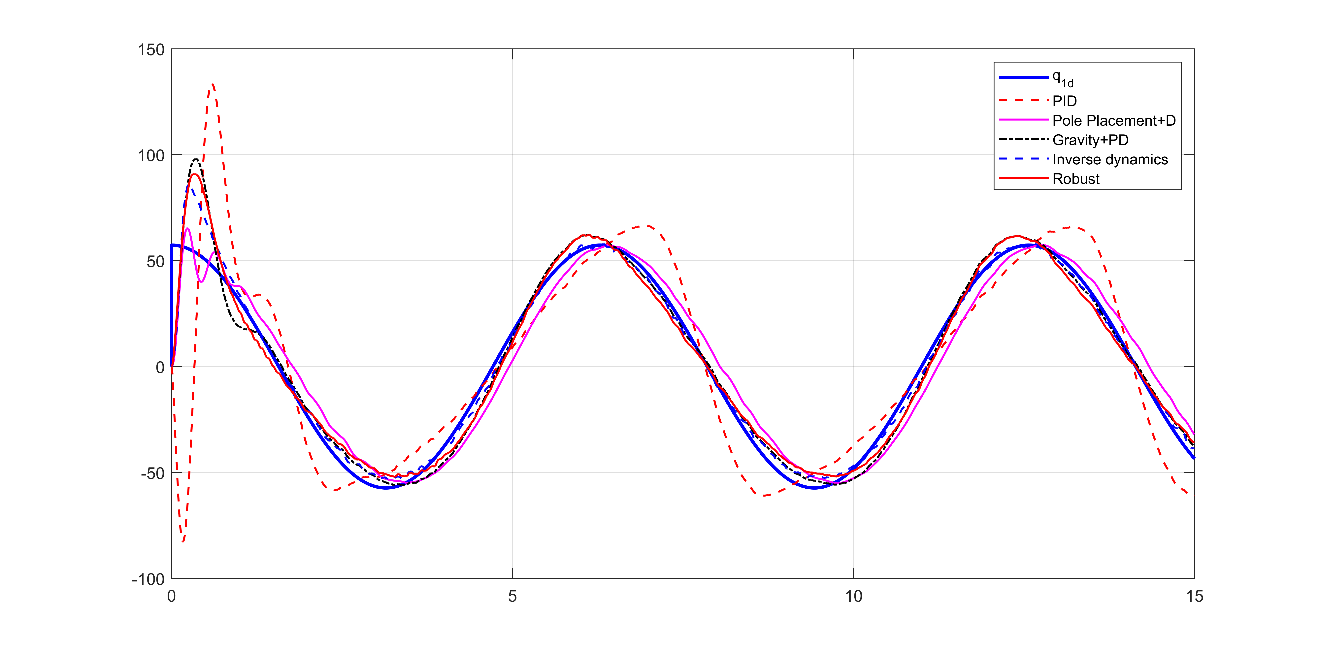 150
100
50
0
-50
-100
0
5
10
15
q1d
PID
Pole Placement+D
Gravity+PD
Inverse dynamics
Robust